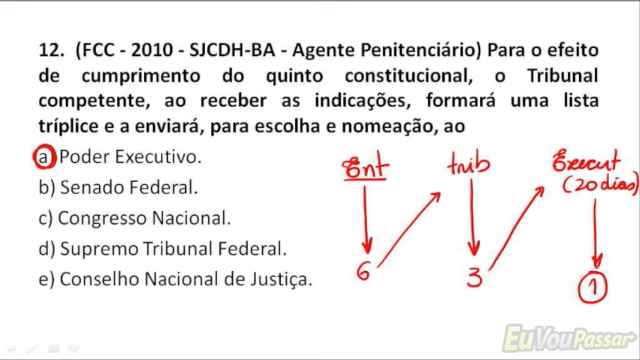 12. (FCC - 2010 - SJCDH-BA - Agente Penitenciário) Para o efeito
de cumprimento do quinto constitucional, o Tribunal
competente, ao receber as indicações, formará uma lista
tríplice e a enviará, para escolha e nomeação, ao
a) Poder Executivo.
b) Senado Federal.
c) Congresso Nacional.
d) Supremo Tribunal Federal.
e) Conselho Nacional de Justiça.
Ent
trib
Execut
(20 dias)
6
3
1
EuVouPassar